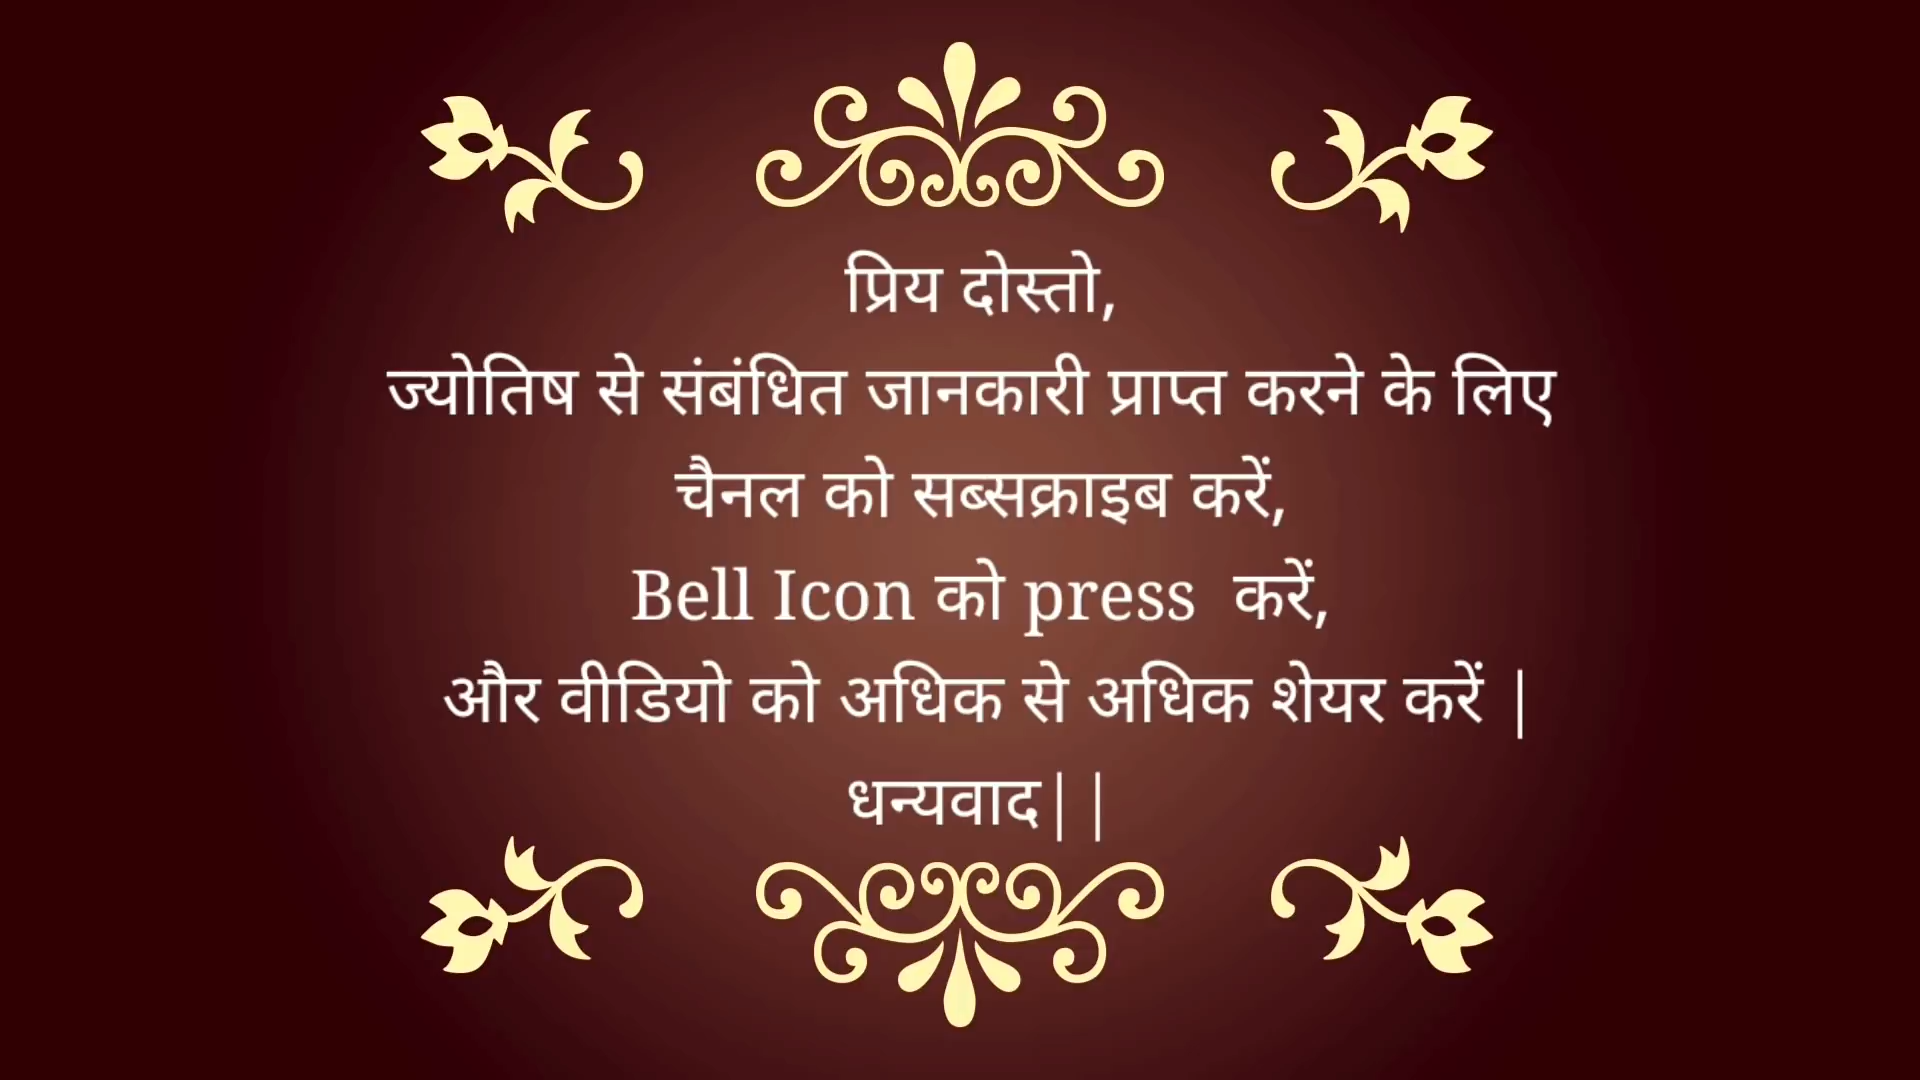 प्रिय दोस्तो,
ज्योतिष से संबंधित जानकारी प्राप्त करने के लिए
चैनल को सब्सक्राइब करें,
Bell Icon को press  करें,
और वीडियो को अधिक से अधिक शेयर करें |
धन्यवाद||